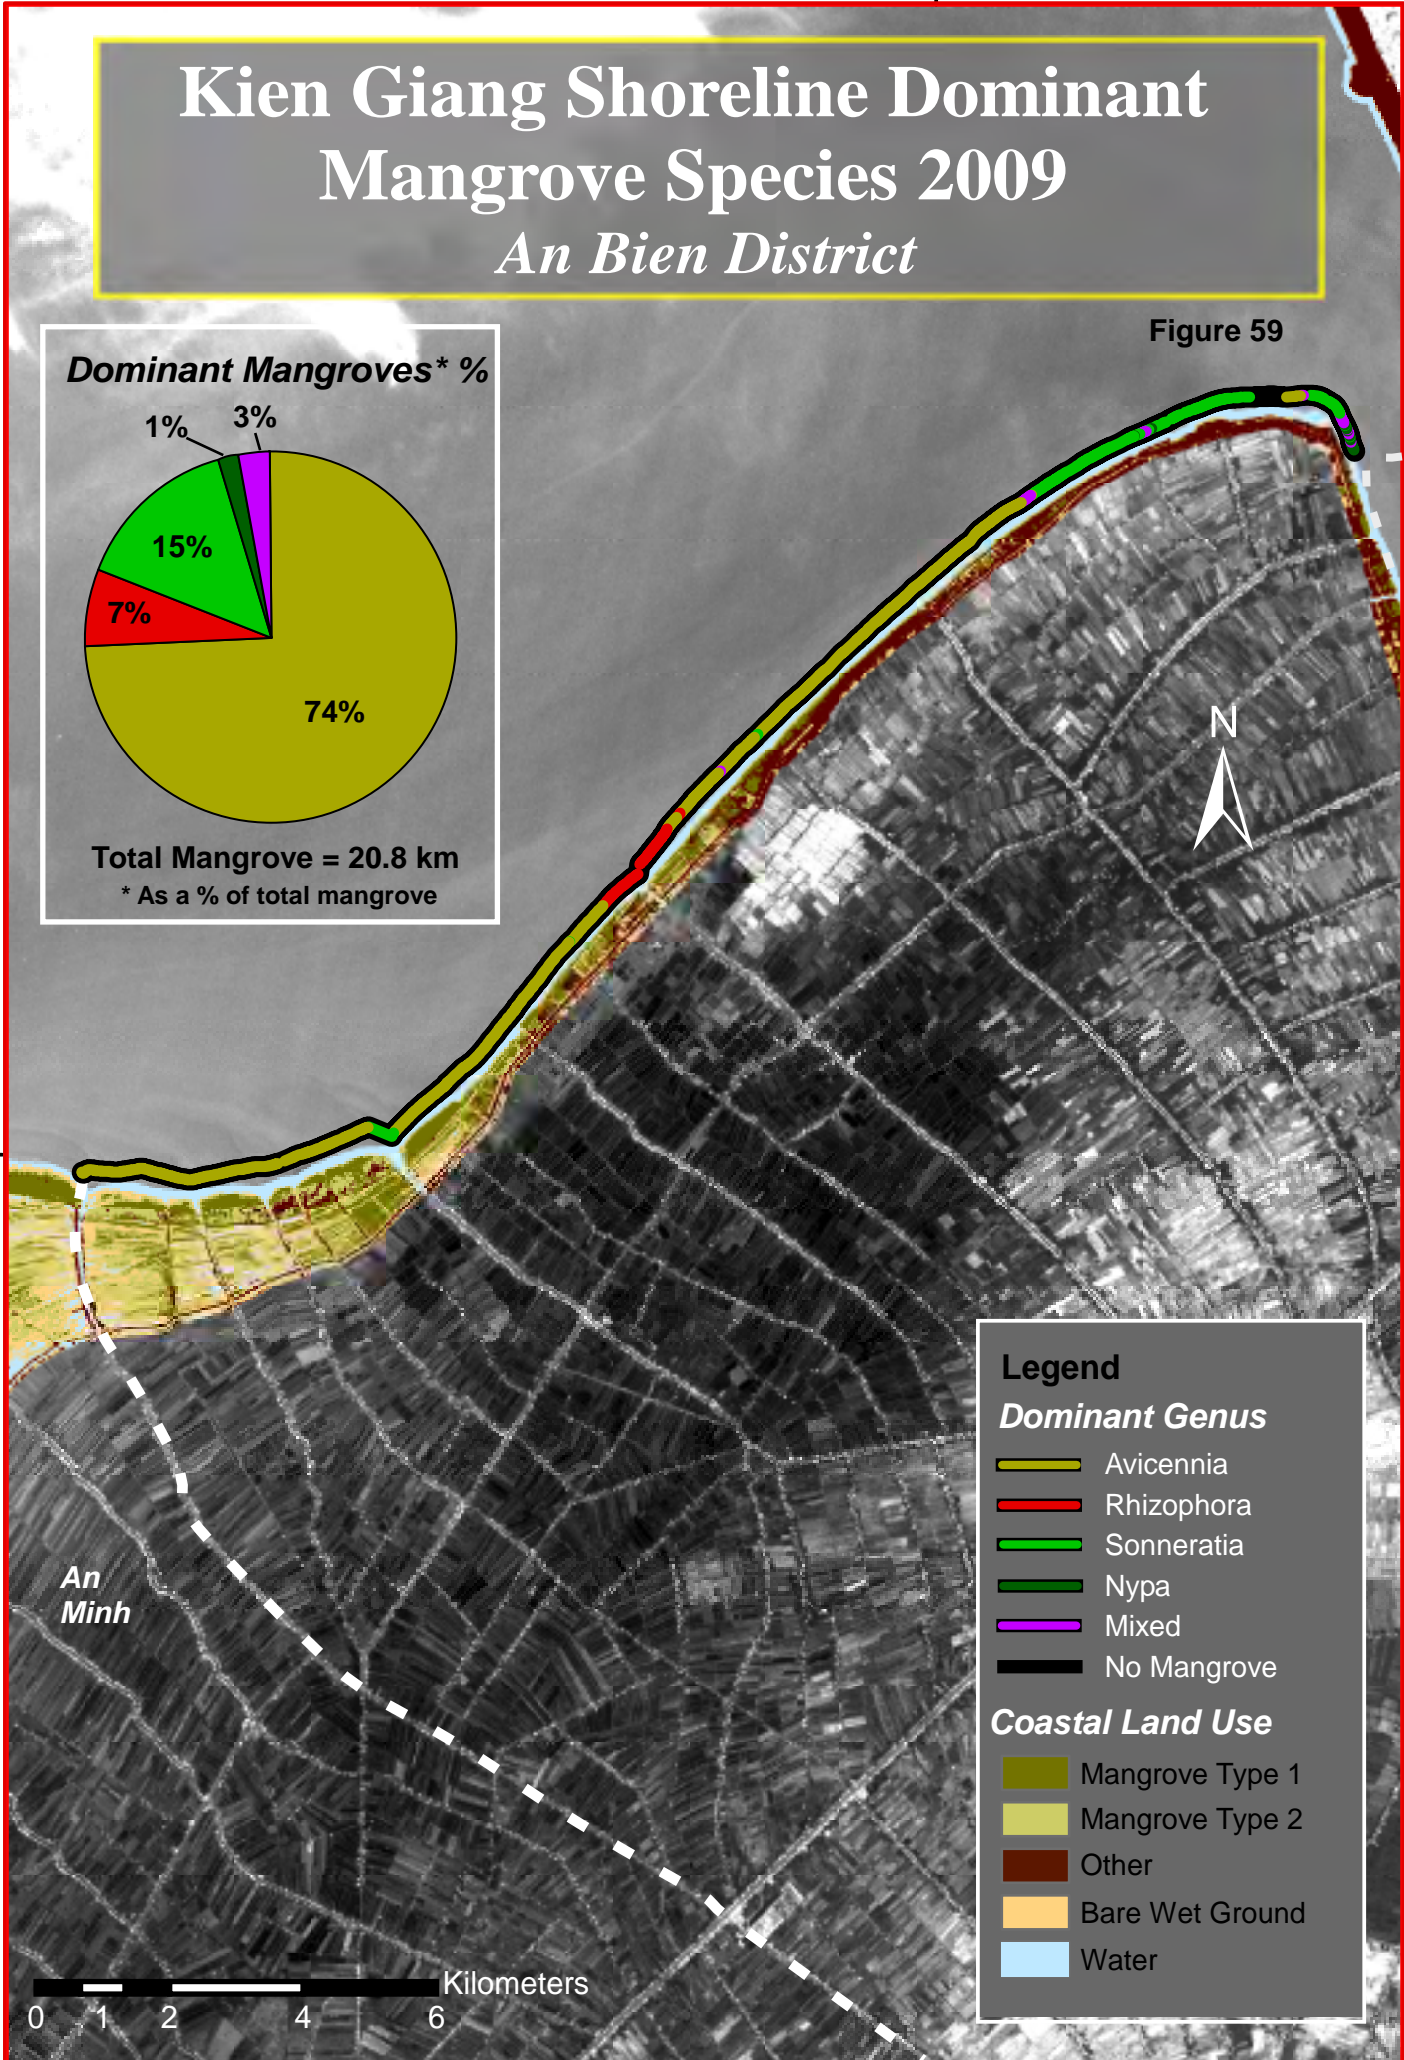 Kien Giang Shoreline Dominant
Mangrove Species 2009
An Bien District
Figure 59
Dominant Mangroves* %
1%
3%
15%
7%
74%
Total Mangrove = 20.8 km
* As a % of total mangrove
N
An
Minh
Legend
Dominant Genus
Avicennia
Rhizophora
Sonneratia
Nypa
Mixed
No Mangrove
Coastal Land Use
Mangrove Type 1
Mangrove Type 2
Other
Bare Wet Ground
Water
Kilometers
0 1 2 4 6